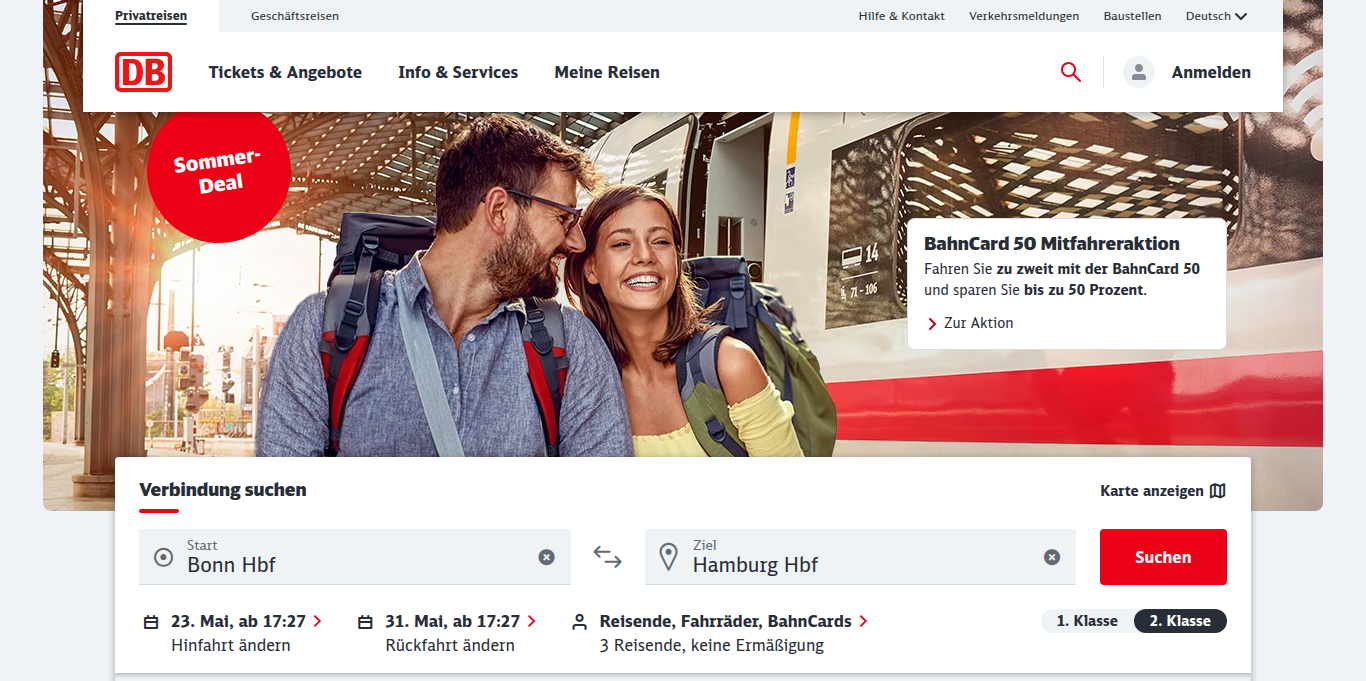 Privatreisen
Geschäftsreisen
Hilfe & Kontakt
Verkehrsmeldungen
Baustellen
Deutsch
DB
Tickets & Angebote
Info & Services
Meine Reisen
Anmelden
Sommer-
Deal
14
71 - 106
BahnCard 50 Mitfahreraktion
Fahren Sie zu zweit mit der BahnCard 50
und sparen Sie bis zu 50 Prozent.
Zur Aktion
Verbindung suchen
Karte anzeigen
Start
Bonn Hbf
Ziel
Hamburg Hbf
Suchen
23. Mai, ab 17:27
Hinfahrt ändern
31. Mai, ab 17:27
Rückfahrt ändern
Reisende, Fahrräder, BahnCards
3 Reisende, keine Ermäßigung
1. Klasse
2. Klasse